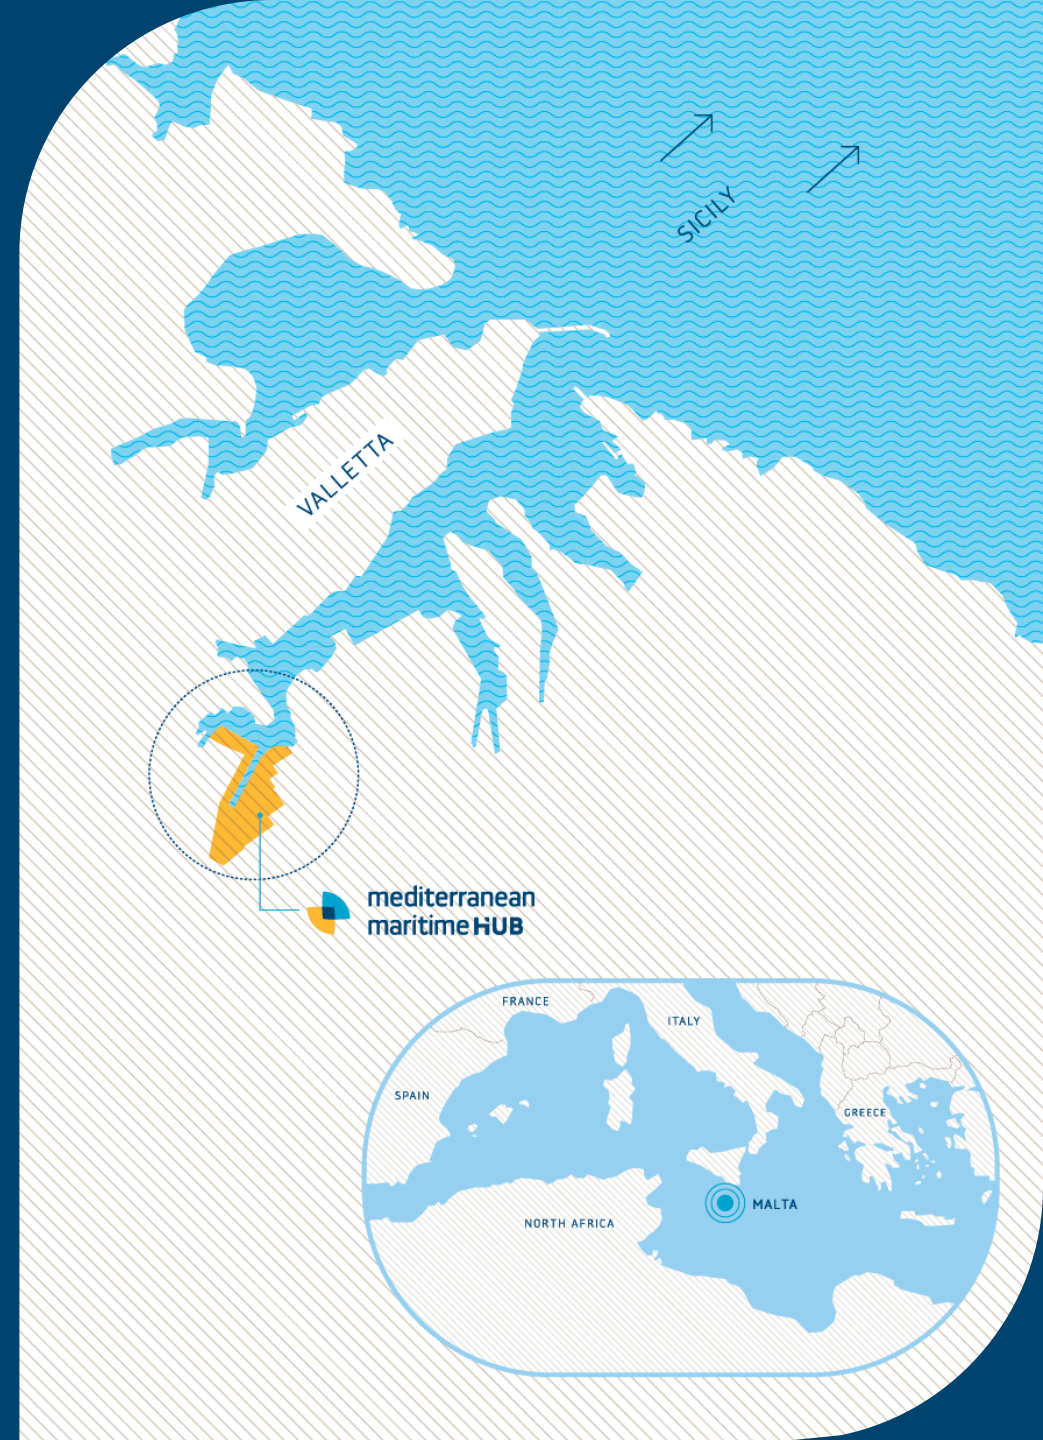 SICILY
VALLETTA
mediterranean
maritime HUB
FRANCE
ITALY
SPAIN
GREECE
MALTA
NORTH AFRICA